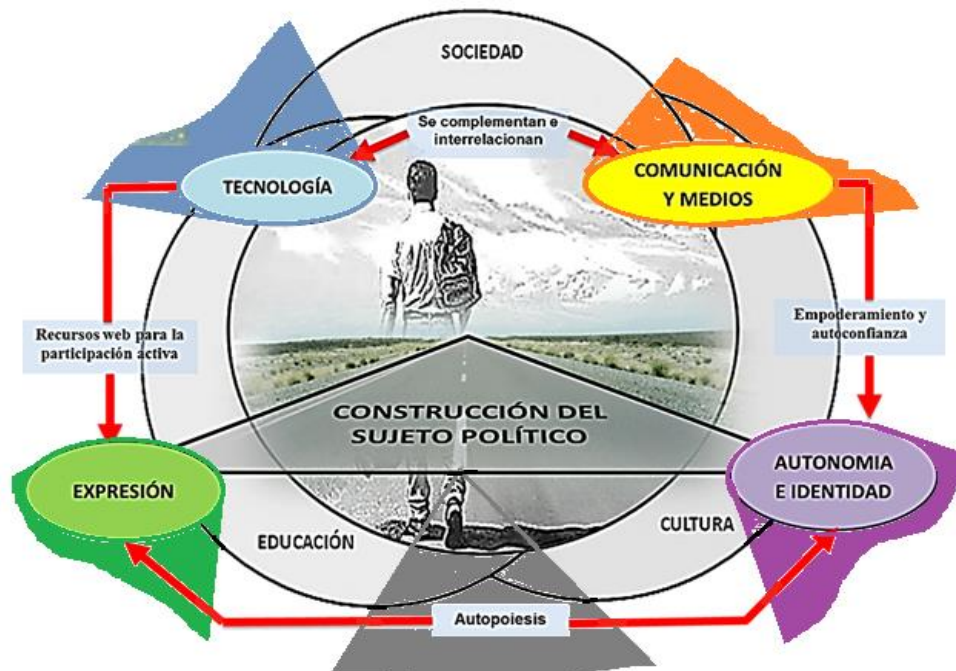 SOCIEDAD
Se complementan e
interrelacionan
TECNOLOGÍA
COMUNICACIÓN
Y MEDIOS
Recursos web para la
participación activa
Empoderamiento y
autoconfianza
CONSTRUCCIÓN DEL
SUJETO POLÍTICO
EXPRESIÓN
AUTONOMIA
E IDENTIDAD
EDUCACIÓN
CULTURA
Autopoiesis